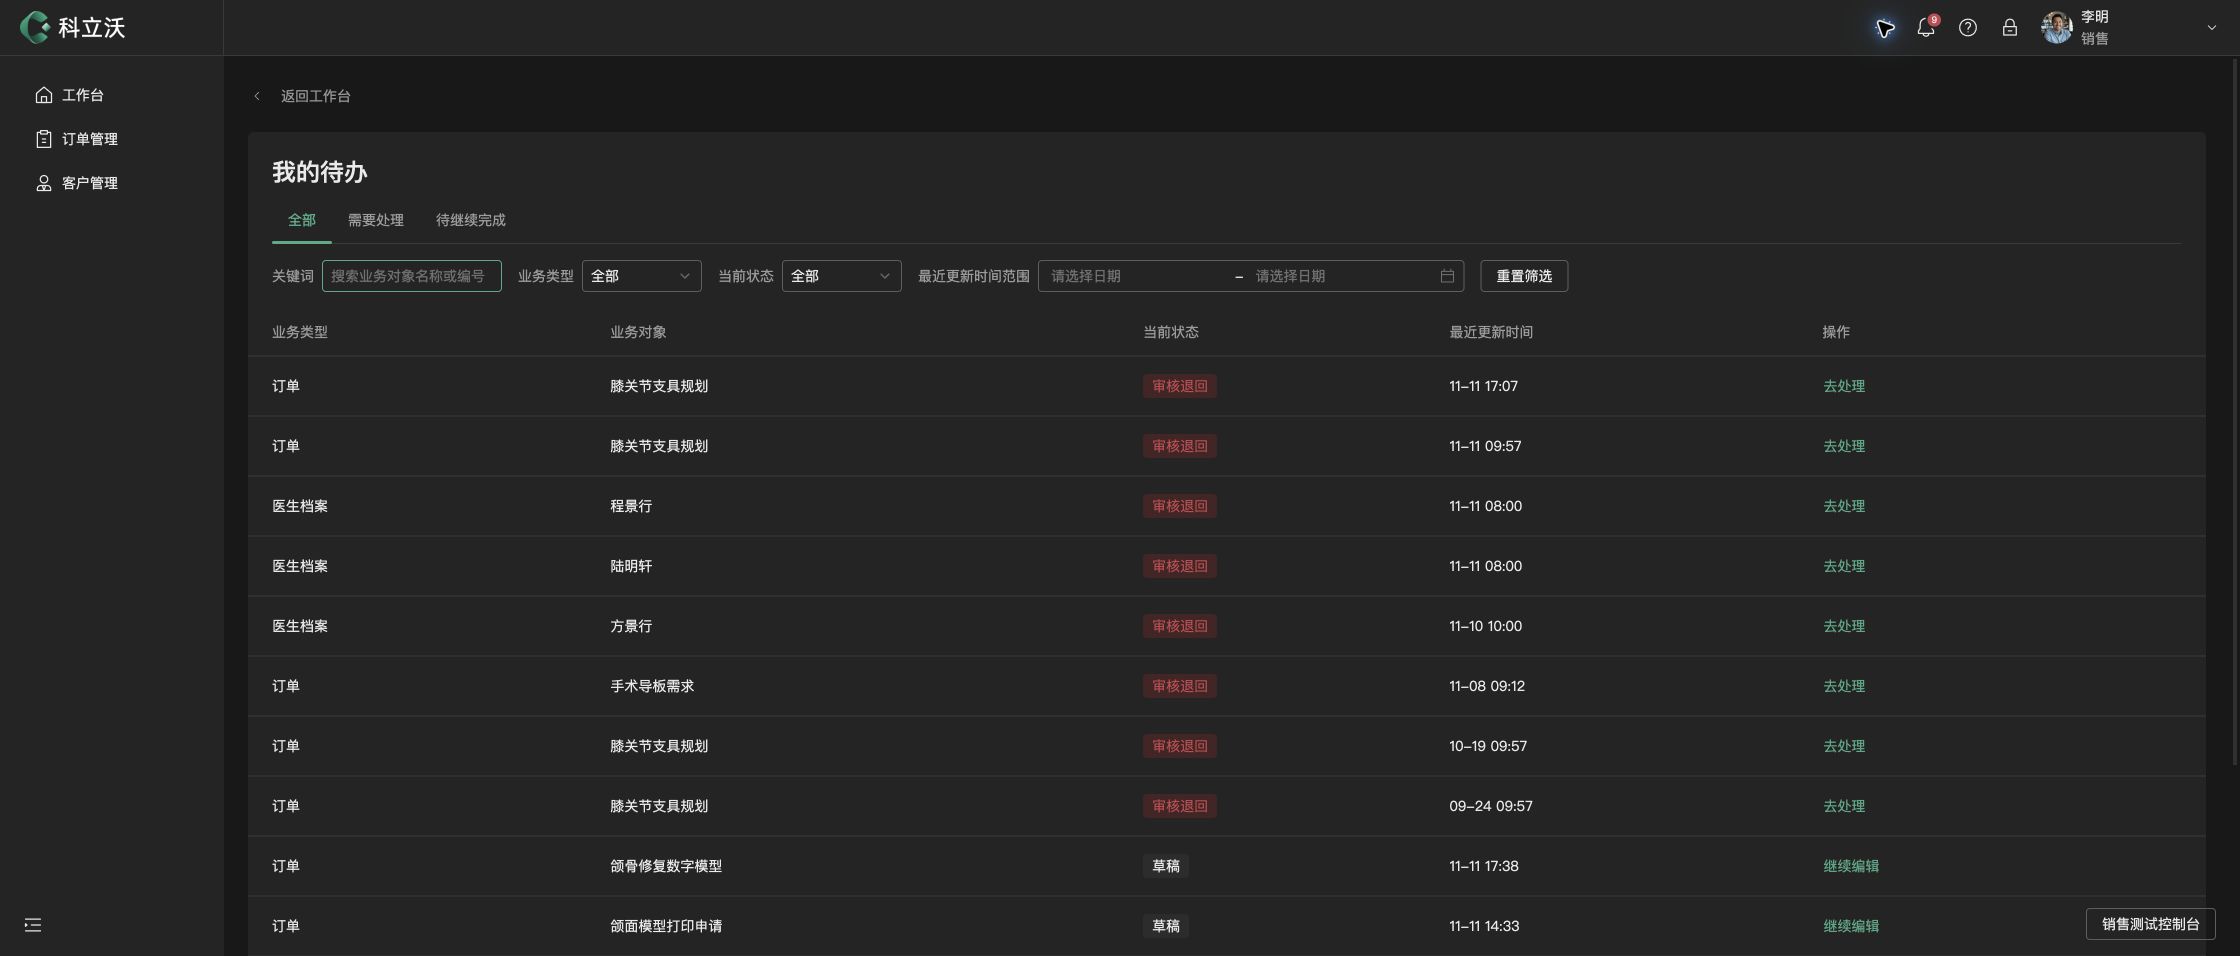 科立沃
9
李明
销售
工作台
订单管理
客户管理
返回工作台
我的待办
全部 需要处理 待继续完成
关键词 搜索业务对象名称或编号 业务类型 全部 当前状态 全部 最近更新时间范围 请选择日期 – 请选择日期 重置筛选
业务类型 业务对象 当前状态 最近更新时间 操作
订单 膝关节支具规划 审核退回 11-11 17:07 去处理
订单 膝关节支具规划 审核退回 11-11 09:57 去处理
医生档案 程景行 审核退回 11-11 08:00 去处理
医生档案 陆明轩 审核退回 11-11 08:00 去处理
医生档案 方景行 审核退回 11-10 10:00 去处理
订单 手术导板需求 审核退回 11-08 09:12 去处理
订单 膝关节支具规划 审核退回 10-19 09:57 去处理
订单 膝关节支具规划 审核退回 09-24 09:57 去处理
订单 颌骨修复数字模型 草稿 11-11 17:38 继续编辑
订单 颌面模型打印申请 草稿 11-11 14:33 继续编辑
销售测试控制台